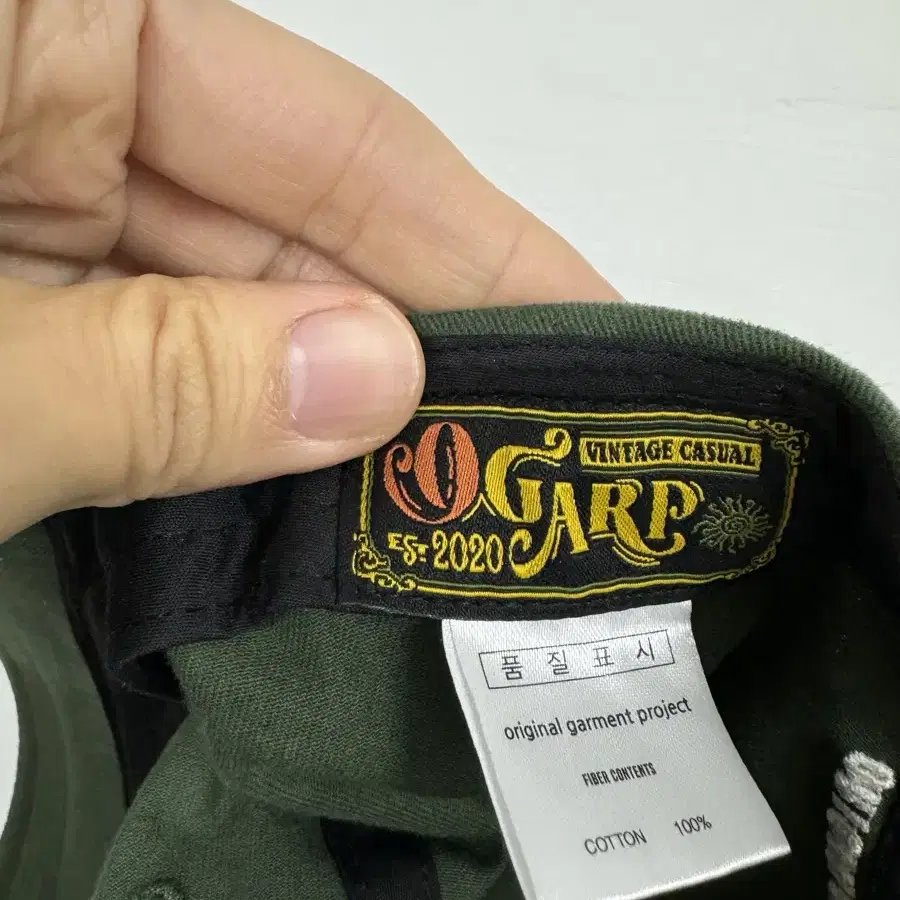 OGARP
VINTAGE CASUAL
EST 2020
품질표시
original garment project
FIBER CONTENTS
COTTON 100%